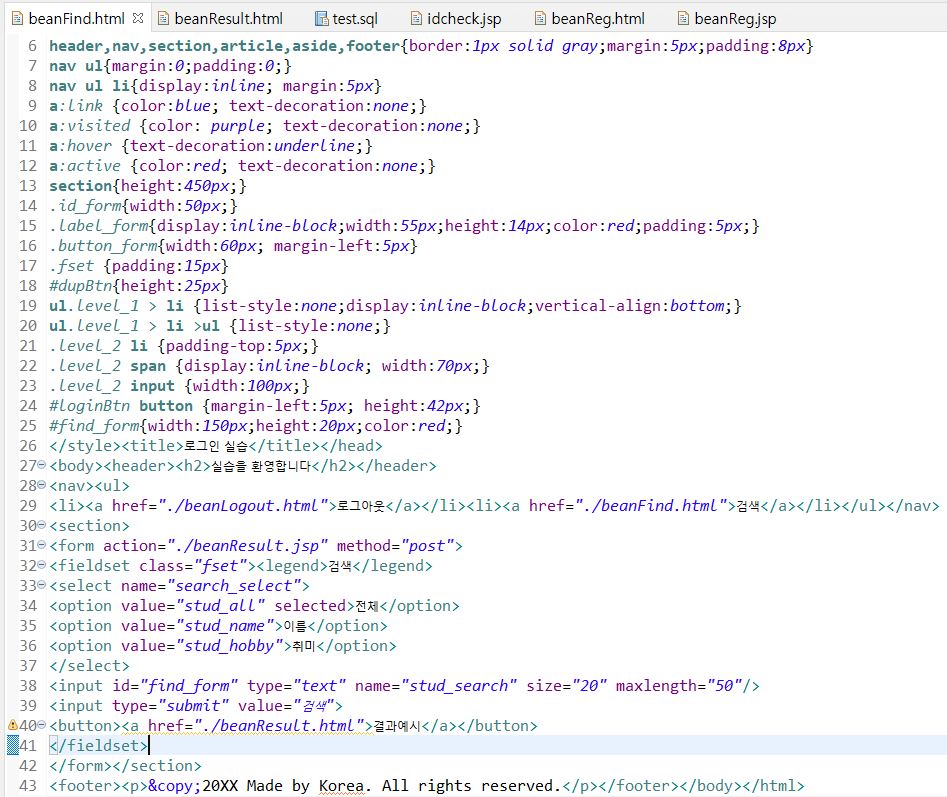 beanFind.html beanResult.html test.sql idcheck.jsp beanReg.html beanReg.jsp
6 header,nav,section,article,aside,footer{border:1px solid gray;margin:5px;padding:8px}
7 nav ul{margin:0;padding:0;}
8 nav ul li{display:inline; margin:5px}
9 a:link {color:blue; text-decoration:none;}
10 a:visited {color: purple; text-decoration:none;}
11 a:hover {text-decoration:underline;}
12 a:active {color:red; text-decoration:none;}
13 section{height:450px;}
14 .id_form{width:50px;}
15 .label_form{display:inline-block;width:55px;height:14px;color:red;padding:5px;}
16 .button_form{width:60px; margin-left:5px}
17 .fset {padding:15px}
18 #dupBtn{height:25px}
19 ul.level_1 > li {list-style:none;display:inline-block;vertical-align:bottom;}
20 ul.level_1 > li >ul {list-style:none;}
21 .level_2 li {padding-top:5px;}
22 .level_2 span {display:inline-block; width:70px;}
23 .level_2 input {width:100px;}
24 #loginBtn button {margin-left:5px; height:42px;}
25 #find_form{width:150px;height:20px;color:red;}
26 </style><title>로그인 실습</title></head>
27 <body><header><h2>실습을 환영합니다</h2></header>
28 <nav><ul>
29 <li><a href="./beanLogout.html">로그아웃</a></li><li><a href="./beanFind.html">검색</a></li></ul></nav>
30 <section>
31 <form action="./beanResult.jsp" method="post">
32 <fieldset class="fset"><legend>검색</legend>
33 <select name="search_select">
34 <option value="stud_all" selected>전체</option>
35 <option value="stud_name">이름</option>
36 <option value="stud_hobby">취미</option>
37 </select>
38 <input id="find_form" type="text" name="stud_search" size="20" maxlength="50"/>
39 <input type="submit" value="검색">
40 <button><a href="./beanResult.html">결과예시</a></button>
41 </fieldset>
42 </form></section>
43 <footer><p>&copy;20XX Made by Korea. All rights reserved.</p></footer></body></html>